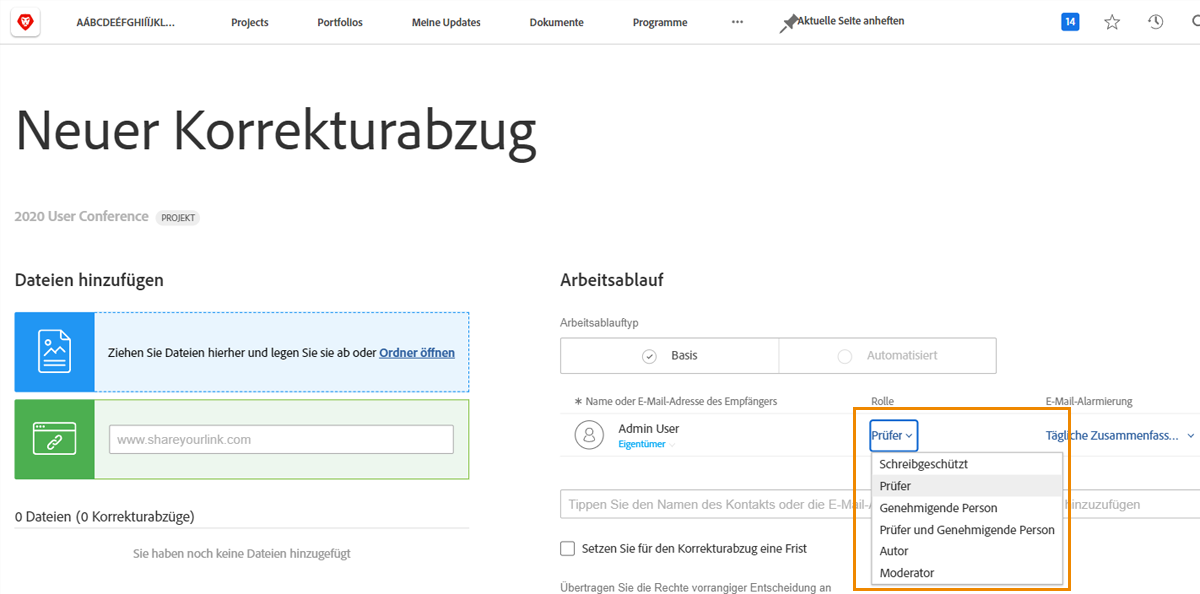 AÁBCDEÉFGHIÍÏJKL...
Projects
Portfolios
Meine Updates
Dokumente
Programme
Aktuelle Seite anheften
14
Neuer Korrekturabzug
2020 User Conference PROJEKT
Dateien hinzufügen
Ziehen Sie Dateien hierher und legen Sie sie ab oder Ordner öffnen
www.shareyourlink.com
0 Dateien (0 Korrekturabzüge)
Sie haben noch keine Dateien hinzugefügt
Arbeitsablauf
Arbeitsablauftyp
Basis
Automatisiert
* Name oder E-Mail-Adresse des Empfängers
Rolle
E-Mail-Alarmierung
Admin User
Eigentümer
Prüfer
Tägliche Zusammenfass...
Schreibgeschützt
Prüfer
Genehmigende Person
Prüfer und Genehmigende Person
Autor
Moderator
Tippen Sie den Namen des Kontakts oder die E-Mail-A hinzuzufügen
Setzen Sie für den Korrekturabzug eine Frist
Übertragen Sie die Rechte vorrangiger Entscheidung an